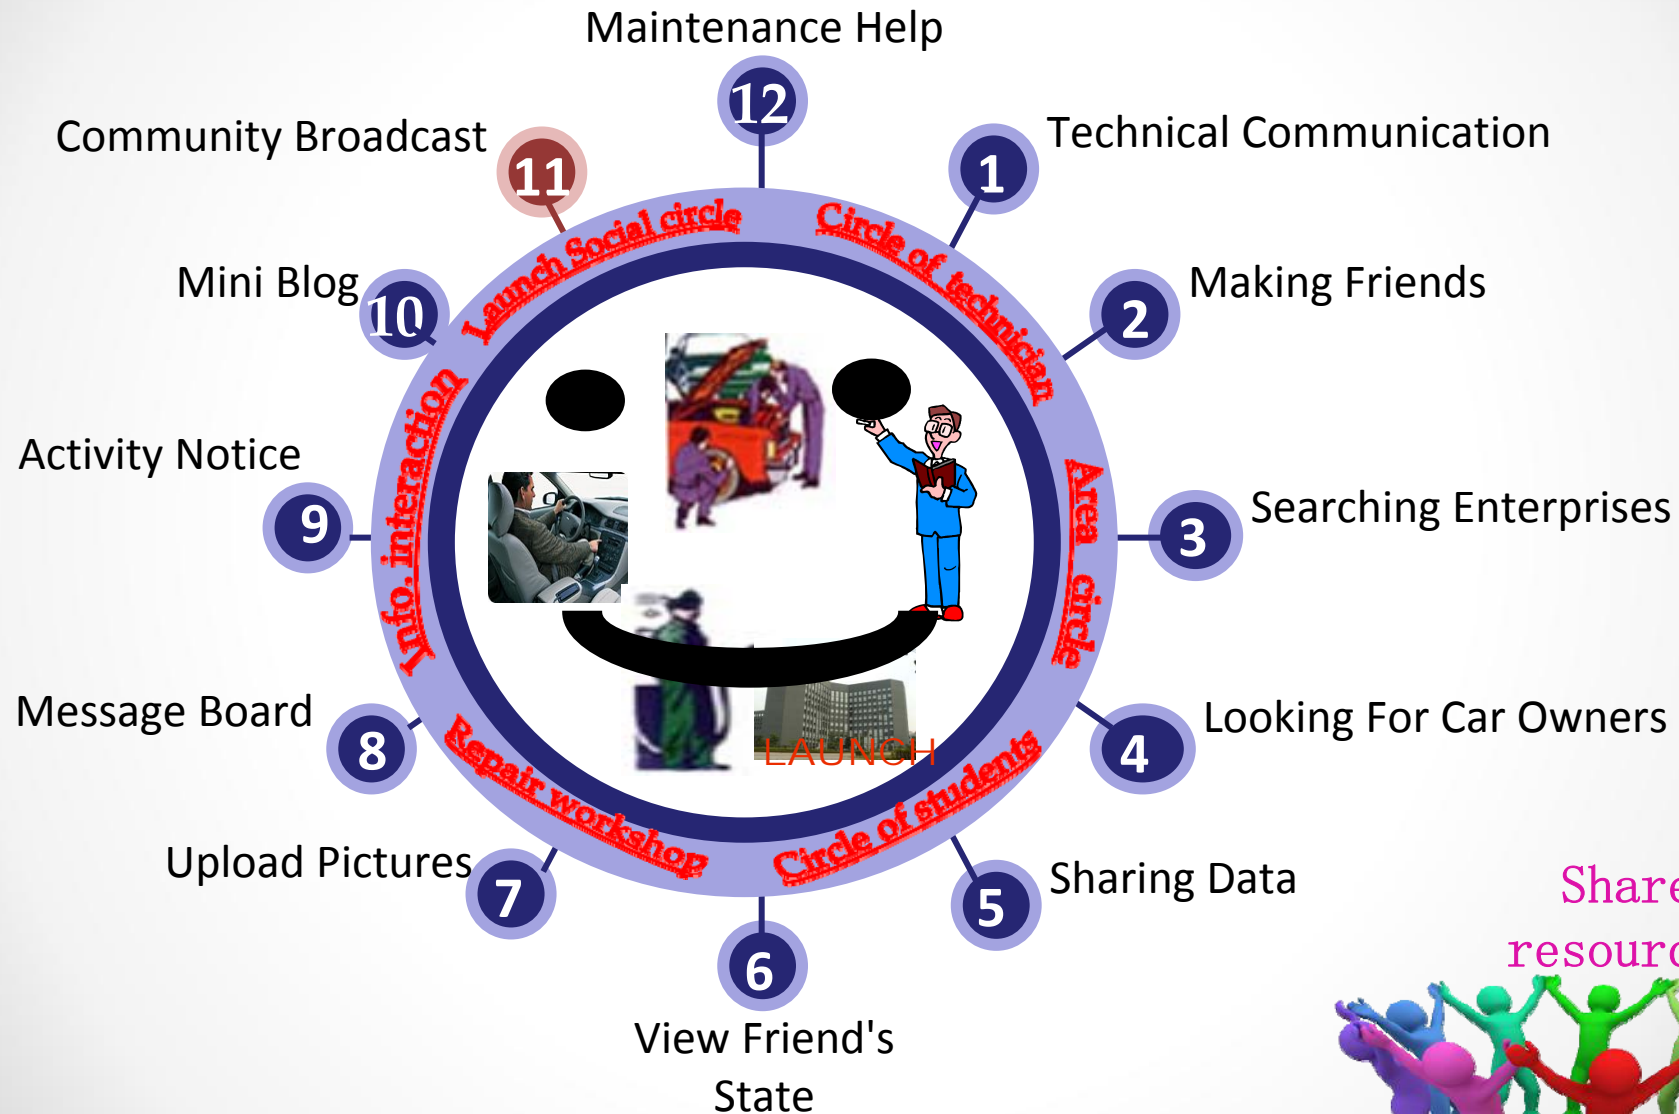 Maintenance Help
12
Community Broadcast
11
Technical Communication
1
Launch Social circle
Circle of technician
Mini Blog
10
Making Friends
2
Activity Notice
9
Info. interaction
Area circle
Searching Enterprises
3
Message Board
8
Looking For Car Owners
4
LAUNCH
Repair workshop
Circle of students
Upload Pictures
7
Sharing Data
5
6
View Friend's
State
Share